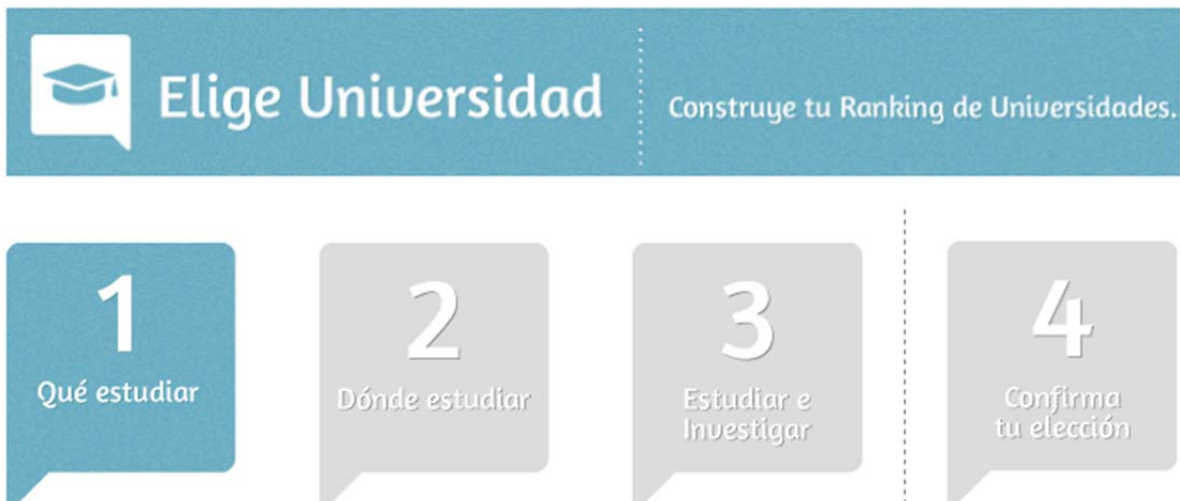 Elige Universidad
Construye tu Ranking de Universidades.
1
Qué estudiar
2
Dónde estudiar
3
Estudiar e
Investigar
4
Confirma
tu elección